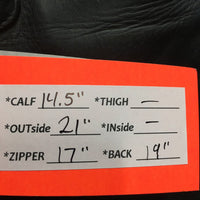 *CALF 14.5" *THIGH —
*OUTside 21" *INside —
*ZIPPER 17" *BACK 19"